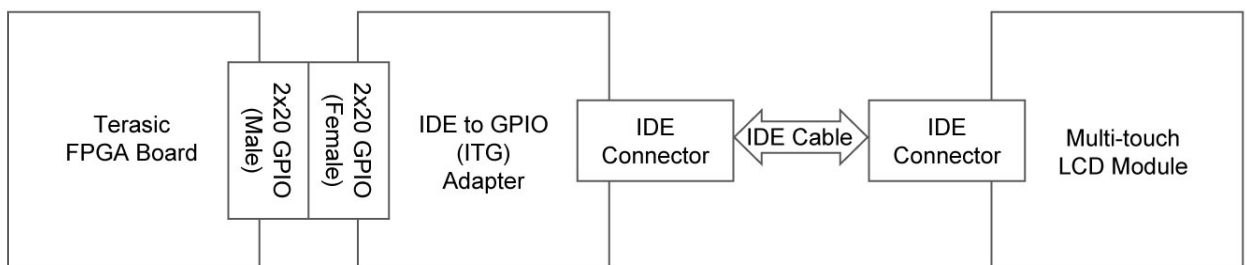 Terasic
FPGA Board
2x20 GPIO
(Male)
2x20 GPIO
(Female)
IDE to GPIO
(ITG)
Adapter
IDE
Connector
IDE Cable
IDE
Connector
Multi-touch
LCD Module